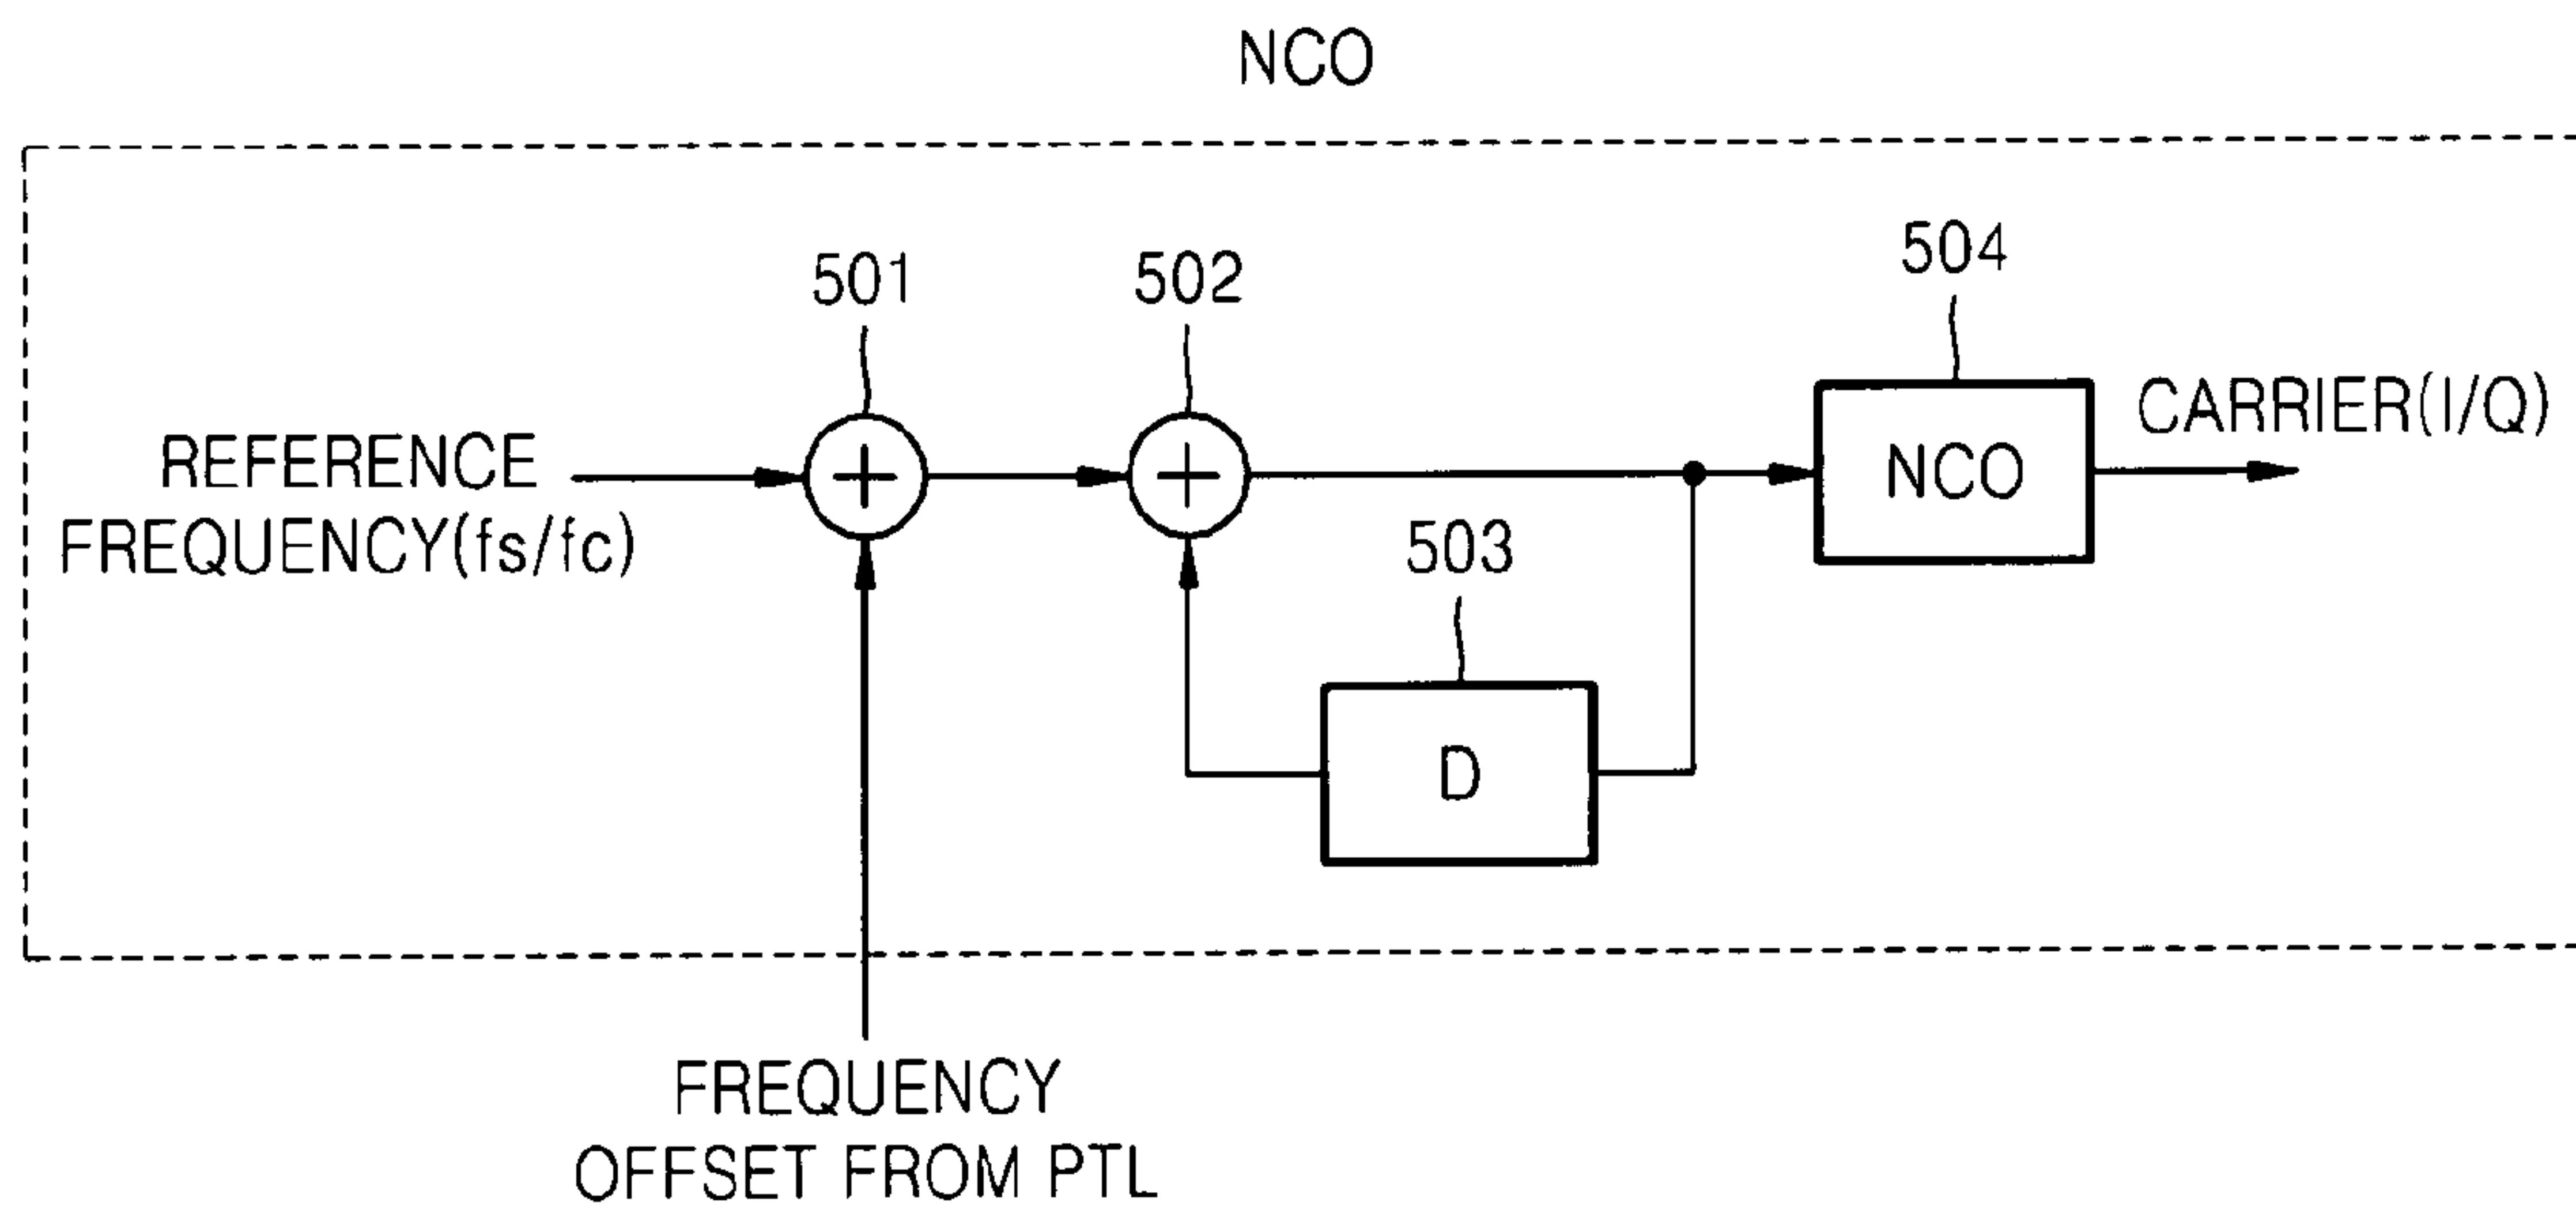 NCO
501
502
504
REFERENCE
FREQUENCY(fs/fc)
NCO
CARRIER(I/Q)
503
D
FREQUENCY
OFFSET FROM PTL